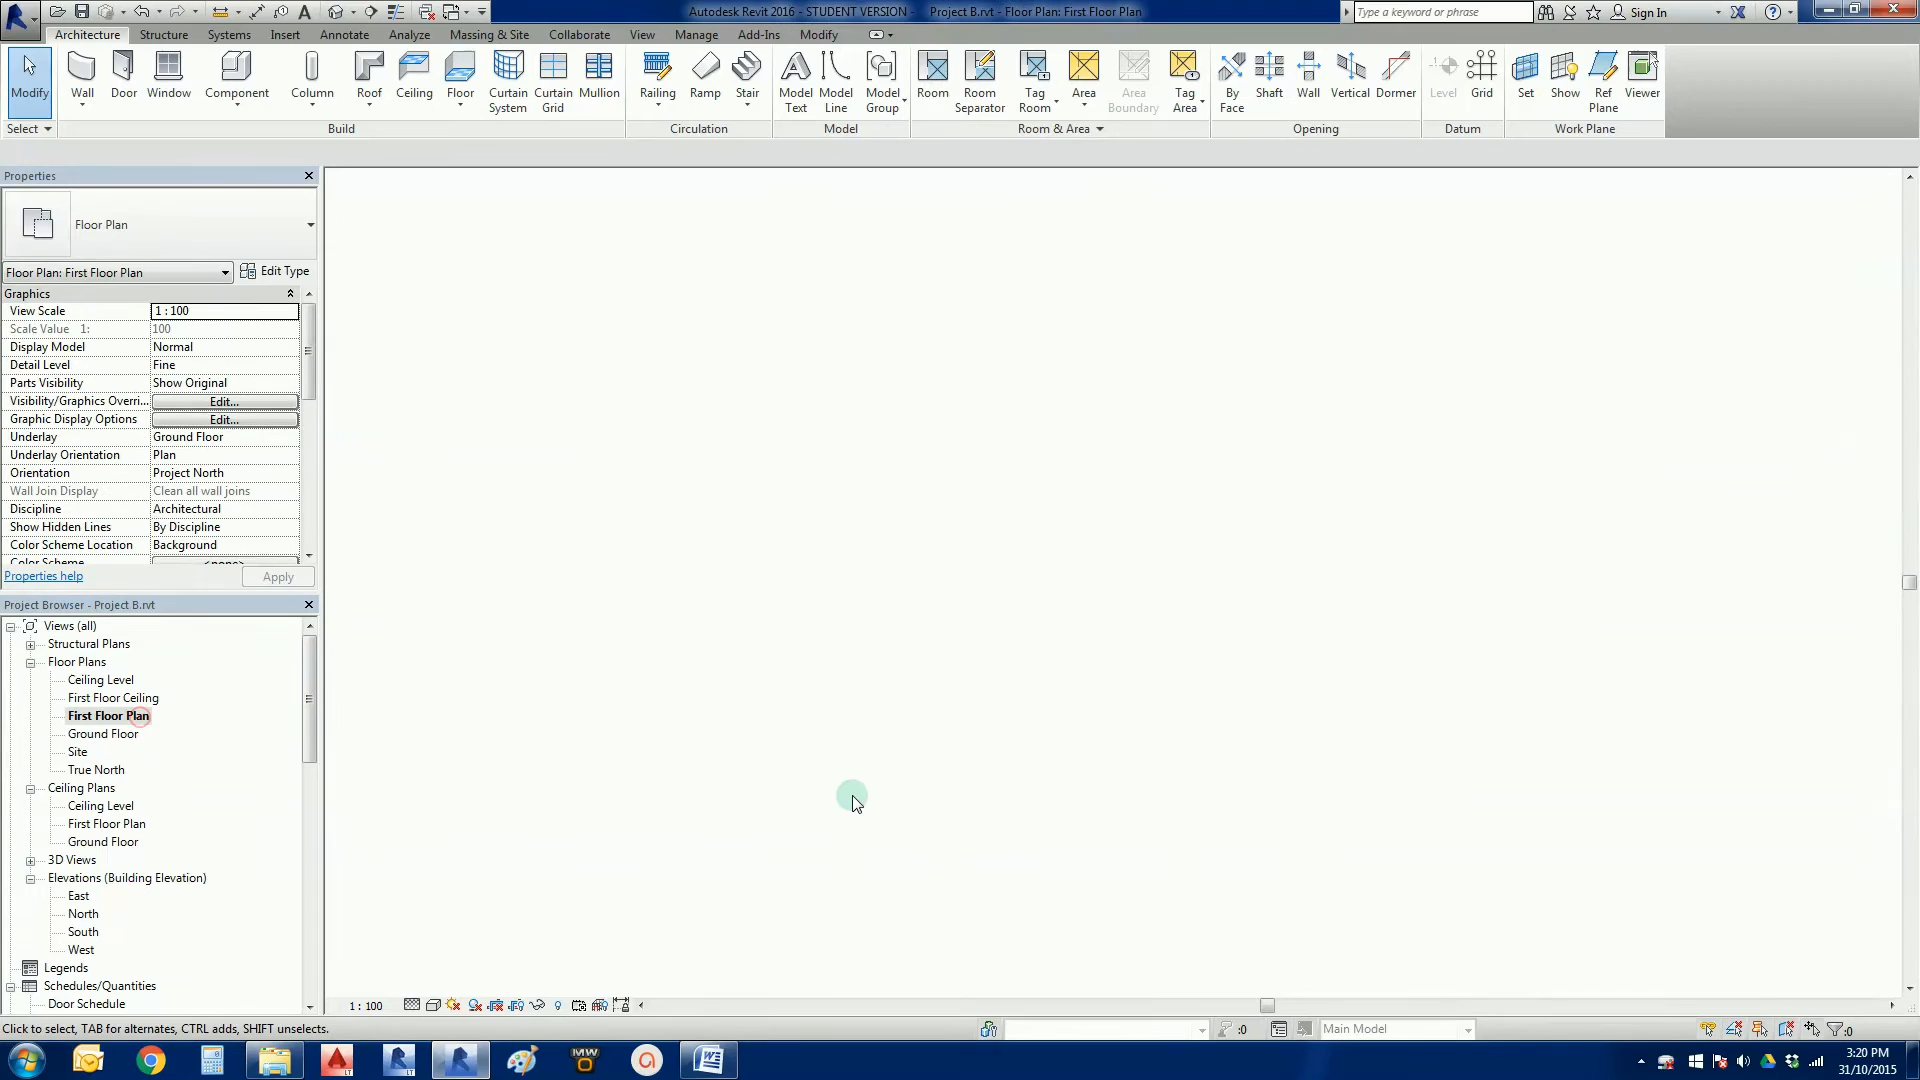 Autodesk Revit 2016 - STUDENT VERSION - Project B.rvt - Floor Plan: First Floor Plan
Type a keyword or phrase
Sign In
Architecture Structure Systems Insert Annotate Analyze Massing & Site Collaborate View Manage Add-Ins Modify
Modify Wall Door Window Component Column Roof Ceiling Floor Curtain System Curtain Grid Mullion Railing Ramp Stair Model Text Model Line Model Group Room Room Separator Tag Room Area Area Boundary Tag Area By Face Shaft Wall Vertical Dormer Level Grid Set Show Ref Plane Viewer
Select Build Circulation Model Room & Area Opening Datum Work Plane
Properties
Floor Plan
Floor Plan: First Floor Plan Edit Type
Graphics
View Scale 1 : 100
Scale Value 1: 100
Display Model Normal
Detail Level Fine
Parts Visibility Show Original
Visibility/Graphics Overri... Edit...
Graphic Display Options Edit...
Underlay Ground Floor
Underlay Orientation Plan
Orientation Project North
Wall Join Display Clean all wall joins
Discipline Architectural
Show Hidden Lines By Discipline
Color Scheme Location Background
Color Scheme <none>
Properties help Apply
Project Browser - Project B.rvt
Views (all)
Structural Plans
Floor Plans
Ceiling Level
First Floor Ceiling
First Floor Plan
Ground Floor
Site
True North
Ceiling Plans
Ceiling Level
First Floor Plan
Ground Floor
3D Views
Elevations (Building Elevation)
East
North
South
West
Legends
Schedules/Quantities
Door Schedule
1 : 100
Click to select, TAB for alternates, CTRL adds, SHIFT unselects.
:0
Main Model
:0
LT
LT
MW
3:20 PM
31/10/2015